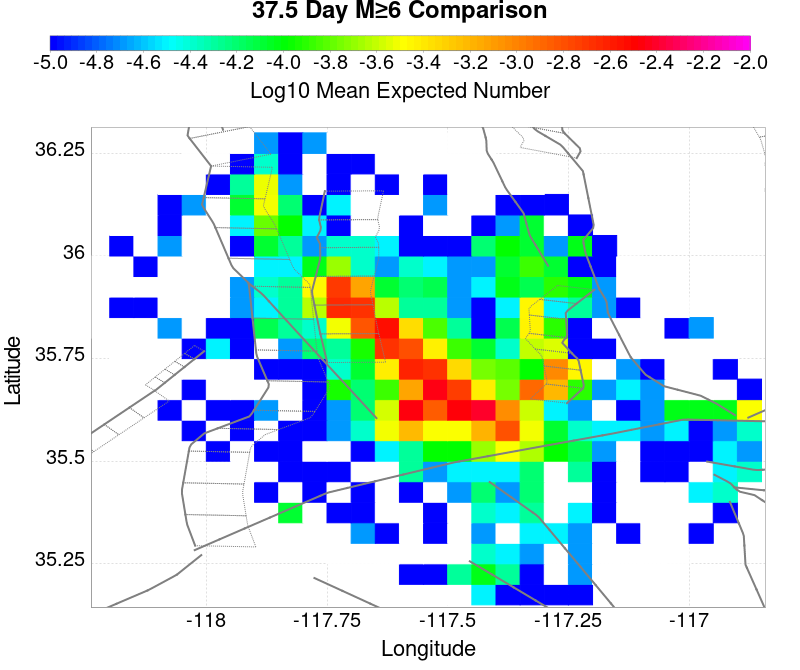 37.5 Day M≥6 Comparison
-5.0 -4.8 -4.6 -4.4 -4.2 -4.0 -3.8 -3.6 -3.4 -3.2 -3.0 -2.8 -2.6 -2.4 -2.2 -2.0
Log10 Mean Expected Number
36.25
36
35.75
35.5
35.25
Latitude
-118 -117.75 -117.5 -117.25 -117
Longitude